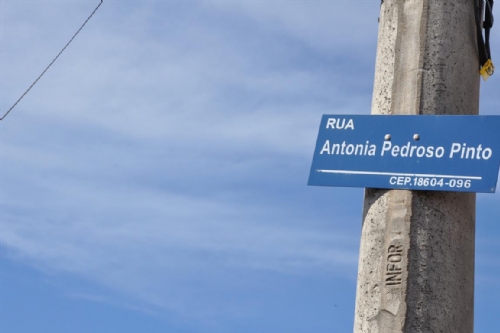 RUA
Antonia Pedroso Pinto
CEP.18604-096
INFOR